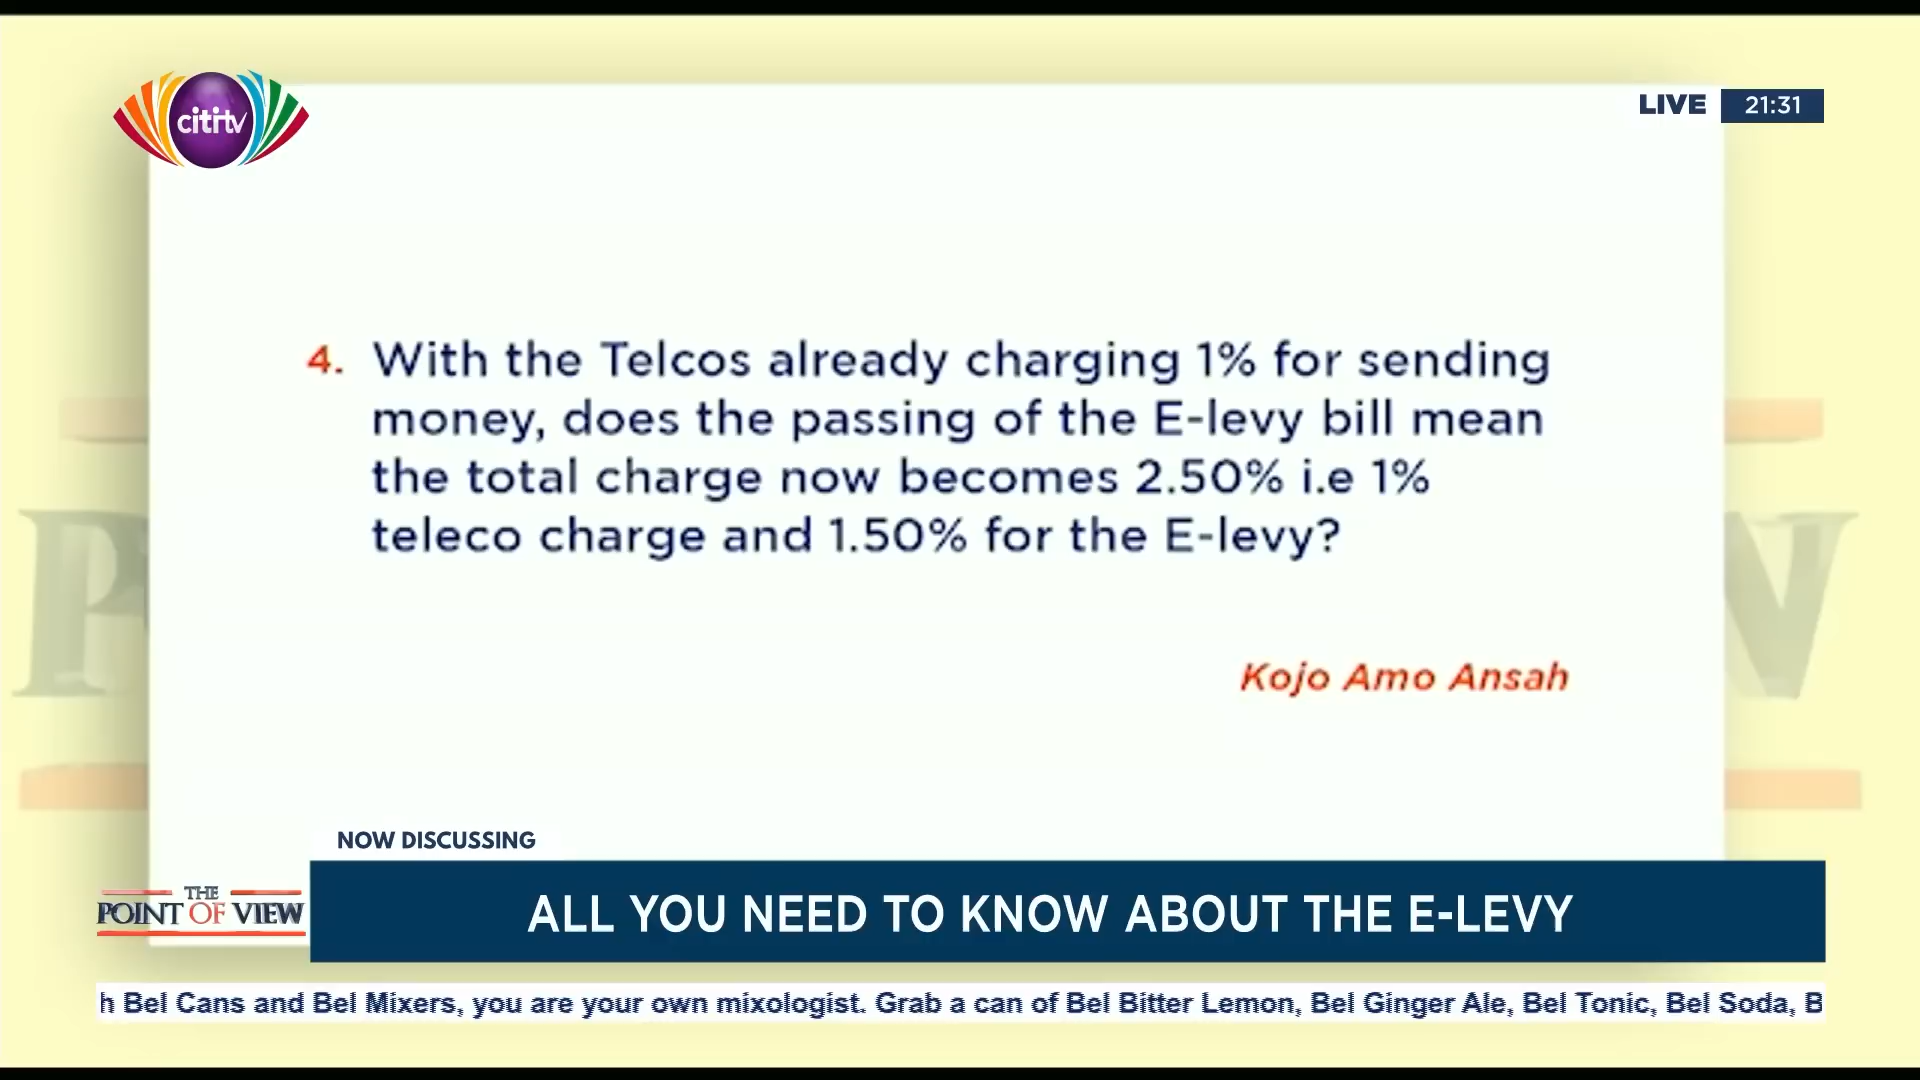 citi tv
LIVE 21:31
4. With the Telcos already charging 1% for sending
money, does the passing of the E-levy bill mean
the total charge now becomes 2.50% i.e 1%
teleco charge and 1.50% for the E-levy?
Kojo Amo Ansah
NOW DISCUSSING
THE
POINT OF VIEW
ALL YOU NEED TO KNOW ABOUT THE E-LEVY
h Bel Cans and Bel Mixers, you are your own mixologist. Grab a can of Bel Bitter Lemon, Bel Ginger Ale, Bel Tonic, Bel Soda, B